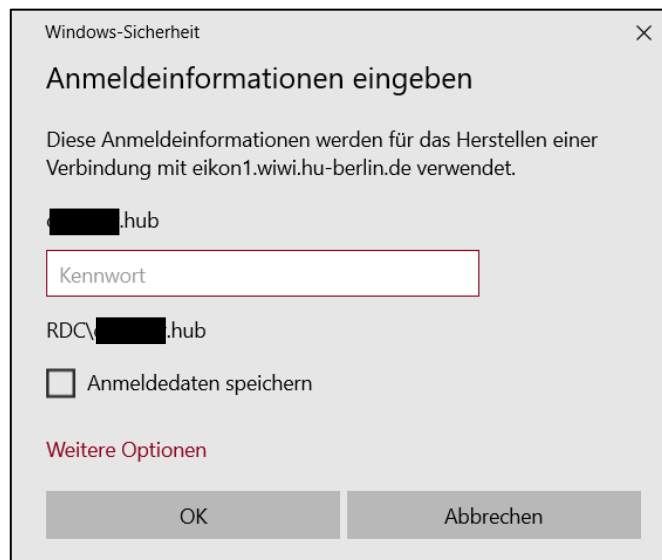 Windows-Sicherheit
Anmeldeinformationen eingeben
Diese Anmeldeinformationen werden für das Herstellen einer
Verbindung mit eikon1.wiwi.hu-berlin.de verwendet.
.hub
Kennwort
RDC\ .hub
Anmeldedaten speichern
Weitere Optionen
OK
Abbrechen